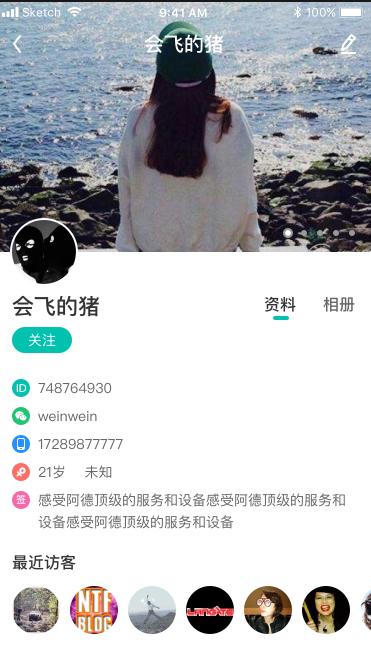 Sketch 9:41 AM 100%
会飞的猪
会飞的猪
资料 相册
关注
ID 748764930
weinwein
17289877777
21岁 未知
签 感受阿德顶级的服务和设备感受阿德顶级的服务和
设备感受阿德顶级的服务和设备
最近访客
NTF
BLOG